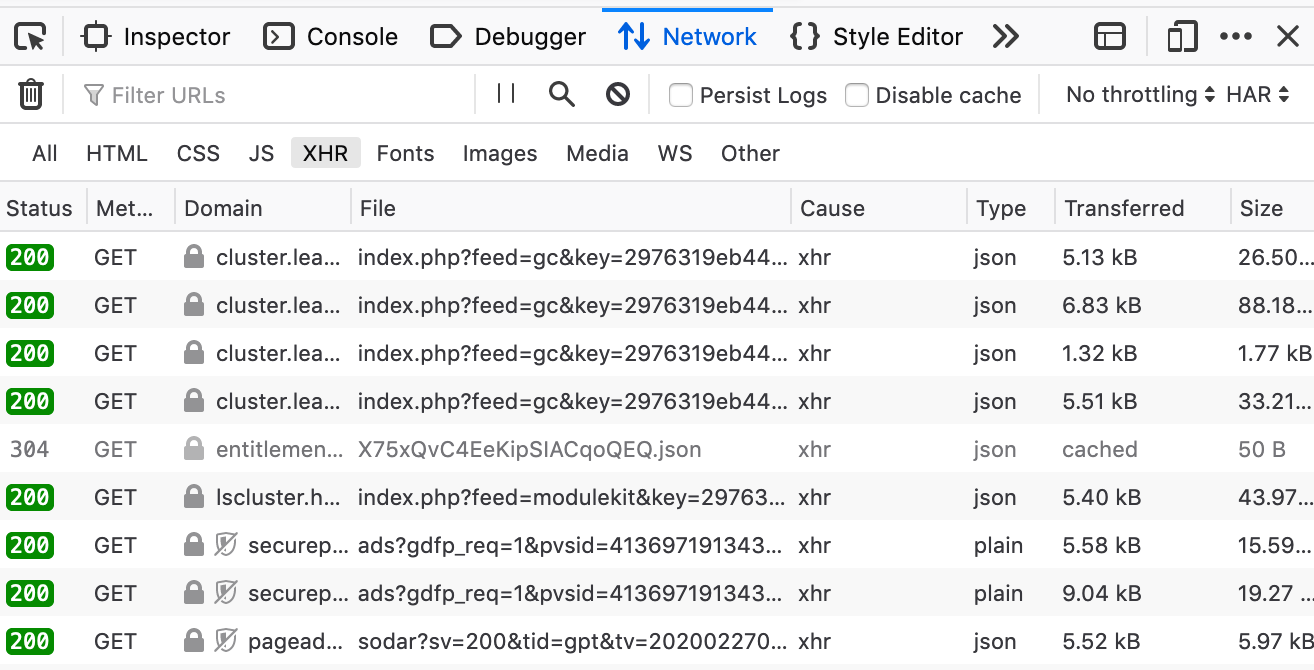 Inspector Console Debugger Network {} Style Editor
Filter URLs Persist Logs Disable cache No throttling HAR
All HTML CSS JS XHR Fonts Images Media WS Other
Status Met... Domain File Cause Type Transferred Size
200 GET cluster.lea... index.php?feed=gc&key=2976319eb44... xhr json 5.13 kB 26.50...
200 GET cluster.lea... index.php?feed=gc&key=2976319eb44... xhr json 6.83 kB 88.18...
200 GET cluster.lea... index.php?feed=gc&key=2976319eb44... xhr json 1.32 kB 1.77 kB
200 GET cluster.lea... index.php?feed=gc&key=2976319eb44... xhr json 5.51 kB 33.21...
304 GET entitlemen... X75xQvC4EeKipSIACqoQEQ.json xhr json cached 50 B
200 GET lscluster.h... index.php?feed=modulekit&key=29763... xhr json 5.40 kB 43.97...
200 GET securep... ads?gdfp_req=1&pvsid=413697191343... xhr plain 5.58 kB 15.59...
200 GET securep... ads?gdfp_req=1&pvsid=413697191343... xhr plain 9.04 kB 19.27 ...
200 GET pagead... sodar?sv=200&tid=gpt&tv=202002270... xhr json 5.52 kB 5.97 kB